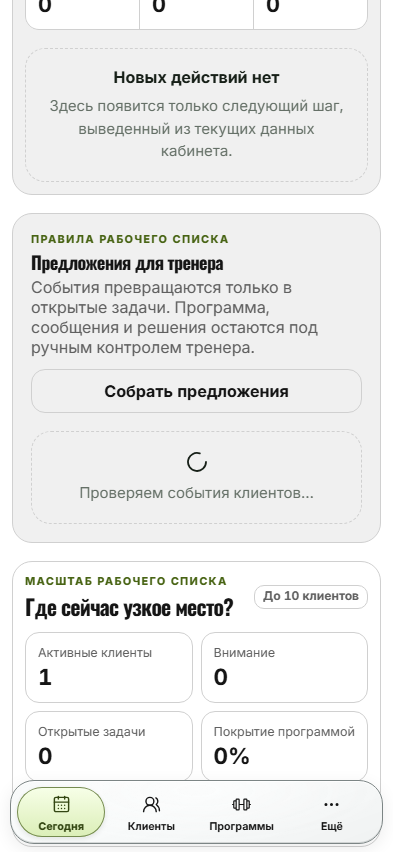 0 0 0
Новых действий нет
Здесь появится только следующий шаг,
выведенный из текущих данных
кабинета.
ПРАВИЛА РАБОЧЕГО СПИСКА
Предложения для тренера
События превращаются только в
открытые задачи. Программа,
сообщения и решения остаются под
ручным контролем тренера.
Собрать предложения
Проверяем события клиентов...
МАСШТАБ РАБОЧЕГО СПИСКА
Где сейчас узкое место?
До 10 клиентов
Активные клиенты
1
Внимание
0
Открытые задачи
0
Покрытие программой
0%
Сегодня
Клиенты
Программы
Ещё